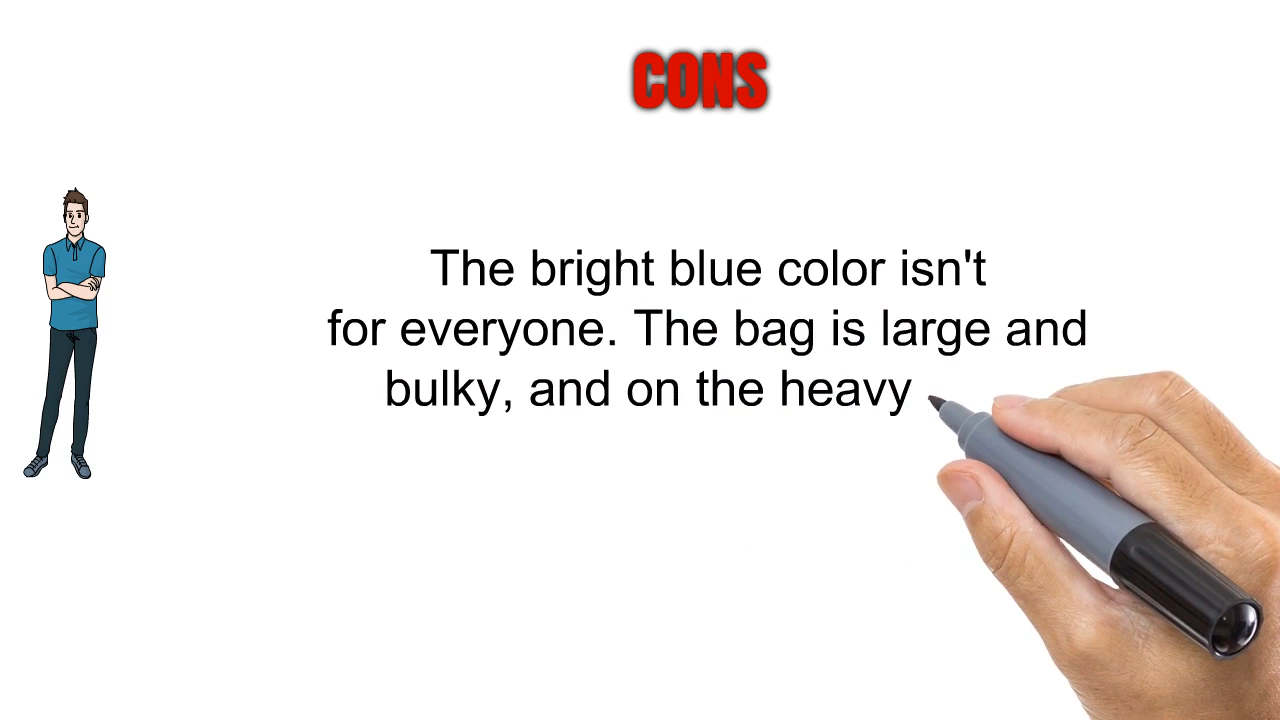 CONS
The bright blue color isn't
for everyone. The bag is large and
bulky, and on the heavy